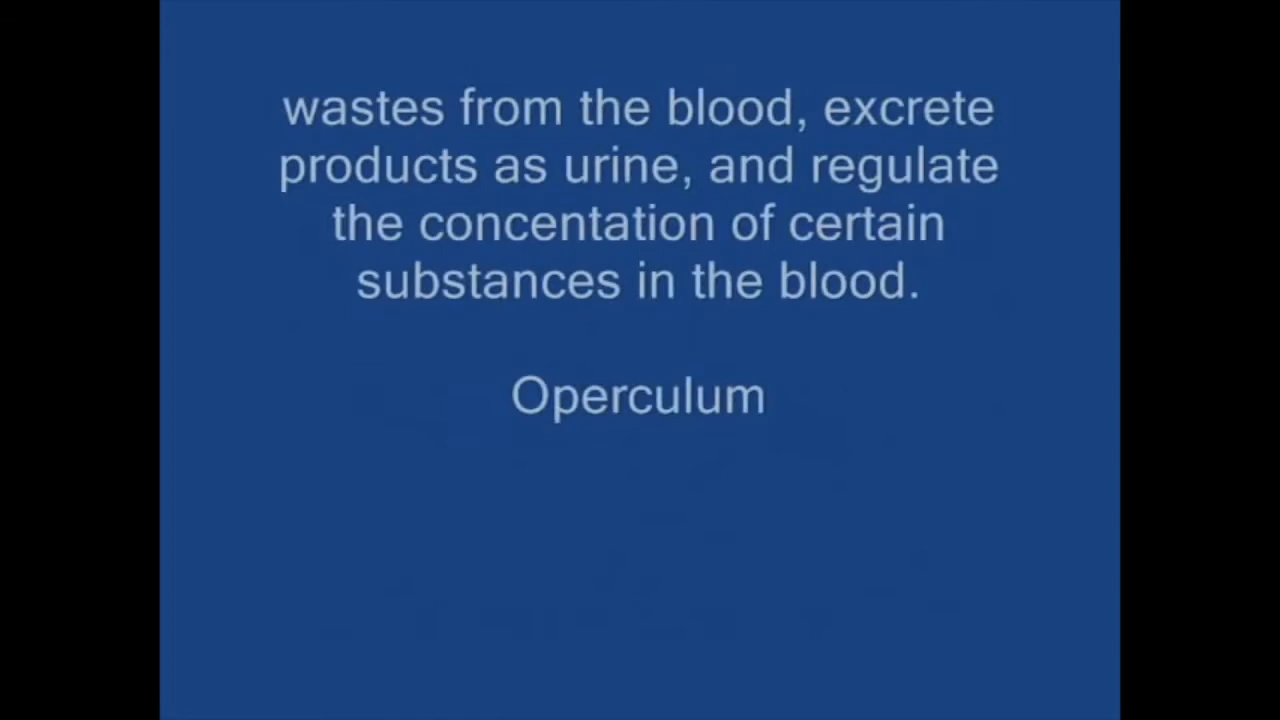 wastes from the blood, excrete
products as urine, and regulate
the concentation of certain
substances in the blood.
Operculum